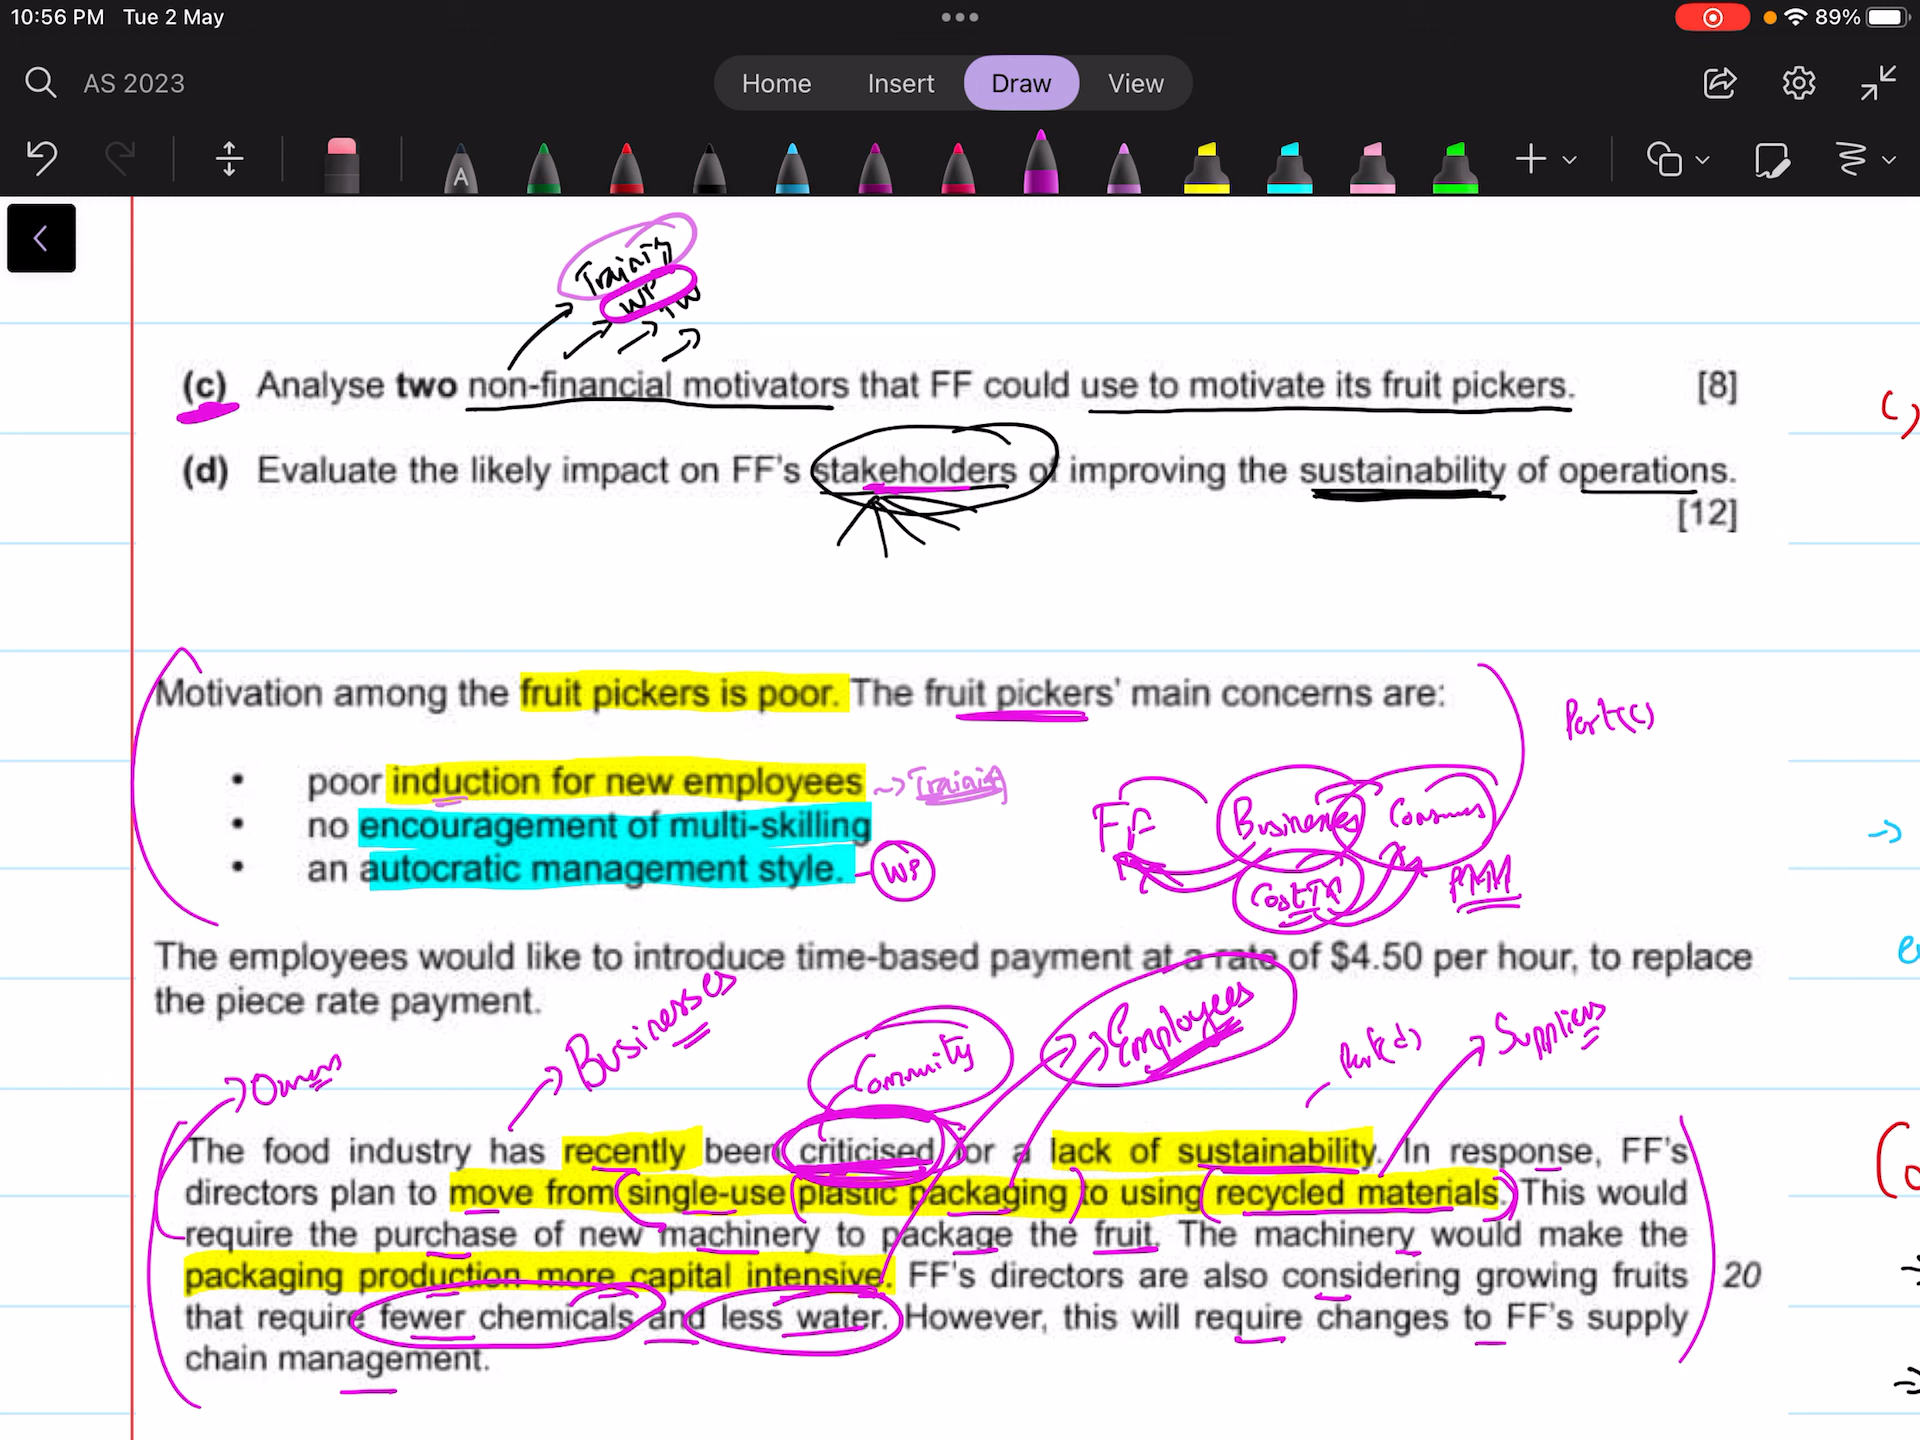 10:56 PM Tue 2 May
89%
AS 2023
Home Insert Draw View
A
Training
WP
(c) Analyse two non-financial motivators that FF could use to motivate its fruit pickers. [8]
(d) Evaluate the likely impact on FF's stakeholders of improving the sustainability of operations.
[12]
Motivation among the fruit pickers is poor. The fruit pickers' main concerns are:
Part(c)
• poor induction for new employees → Training
• no encouragement of multi-skilling
• an autocratic management style. WP
FF Businesses Consumers
Cost
The employees would like to introduce time-based payment at a rate of $4.50 per hour, to replace
the piece rate payment.
Owners
Businesses
Community
Employees
Part(d)
Suppliers
The food industry has recently been criticised for a lack of sustainability. In response, FF's
directors plan to move from single-use plastic packaging to using recycled materials. This would
require the purchase of new machinery to package the fruit. The machinery would make the
packaging production more capital intensive. FF's directors are also considering growing fruits 20
that require fewer chemicals and less water. However, this will require changes to FF's supply
chain management.